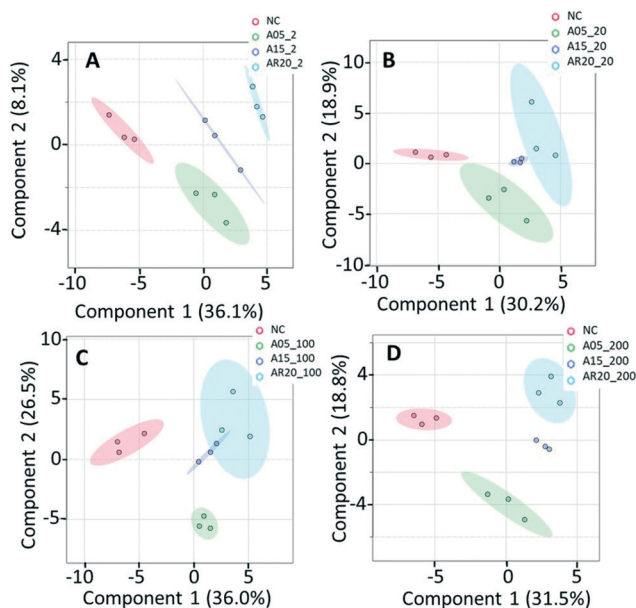 A
NC
A05_2
A15_2
AR20_2
Component 2 (8.1%)
4
0
-4
-10
-5
0
5
Component 1 (36.1%)
B
NC
A05_20
A15_20
AR20_20
Component 2 (18.9%)
10
5
0
-5
-10
-10
-5
0
5
Component 1 (30.2%)
C
NC
A05_100
A15_100
AR20_100
Component 2 (26.5%)
10
5
0
-5
-10
-5
0
5
Component 1 (36.0%)
D
NC
A05_200
A15_200
AR20_200
Component 2 (18.8%)
4
0
-4
-10
-5
0
5
Component 1 (31.5%)